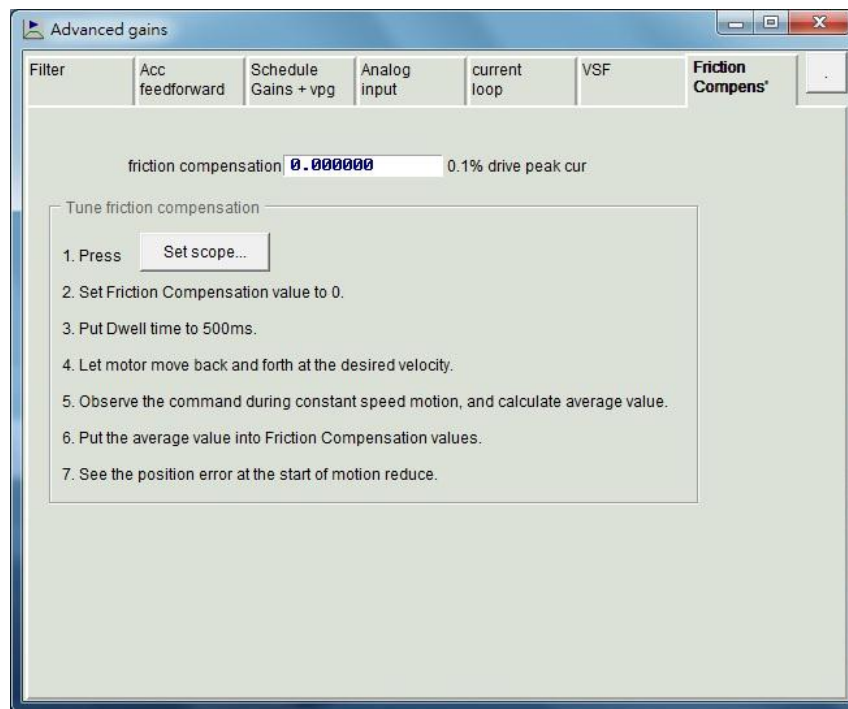 Advanced gains
Filter
Acc
feedforward
Schedule
Gains + vpg
Analog
input
current
loop
VSF
Friction
Compens'
.
friction compensation 0.000000 0.1% drive peak cur
Tune friction compensation
1. Press Set scope...
2. Set Friction Compensation value to 0.
3. Put Dwell time to 500ms.
4. Let motor move back and forth at the desired velocity.
5. Observe the command during constant speed motion, and calculate average value.
6. Put the average value into Friction Compensation values.
7. See the position error at the start of motion reduce.